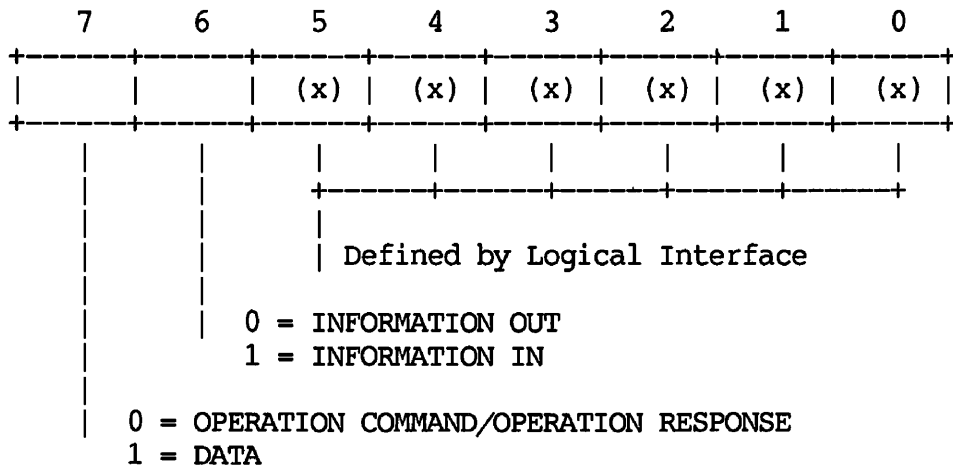 7 6 5 4 3 2 1 0
(x) (x) (x) (x) (x) (x)
Defined by Logical Interface
0 = INFORMATION OUT
1 = INFORMATION IN
0 = OPERATION COMMAND/OPERATION RESPONSE
1 = DATA